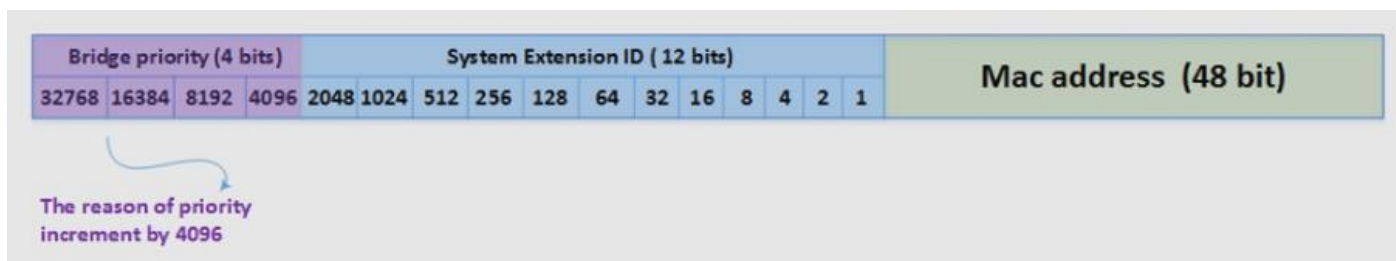 Bridge priority (4 bits) System Extension ID ( 12 bits) Mac address (48 bit)
32768 16384 8192 4096 2048 1024 512 256 128 64 32 16 8 4 2 1
The reason of priority
increment by 4096